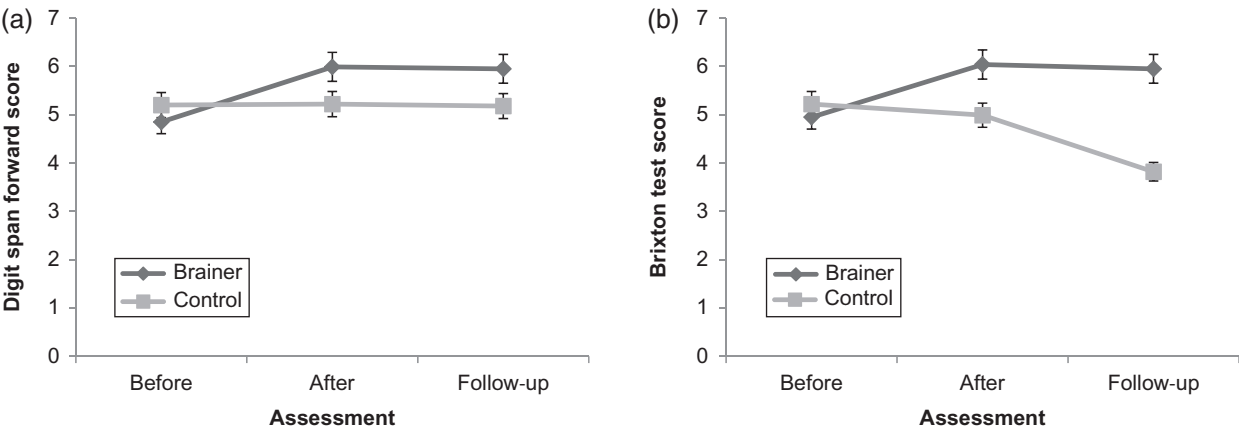 (a)
7
6
5
4
3
2
1
0
Digit span forward score
Brainer
Control
Before After Follow-up
Assessment
(b)
7
6
5
4
3
2
1
0
Brixton test score
Brainer
Control
Before After Follow-up
Assessment